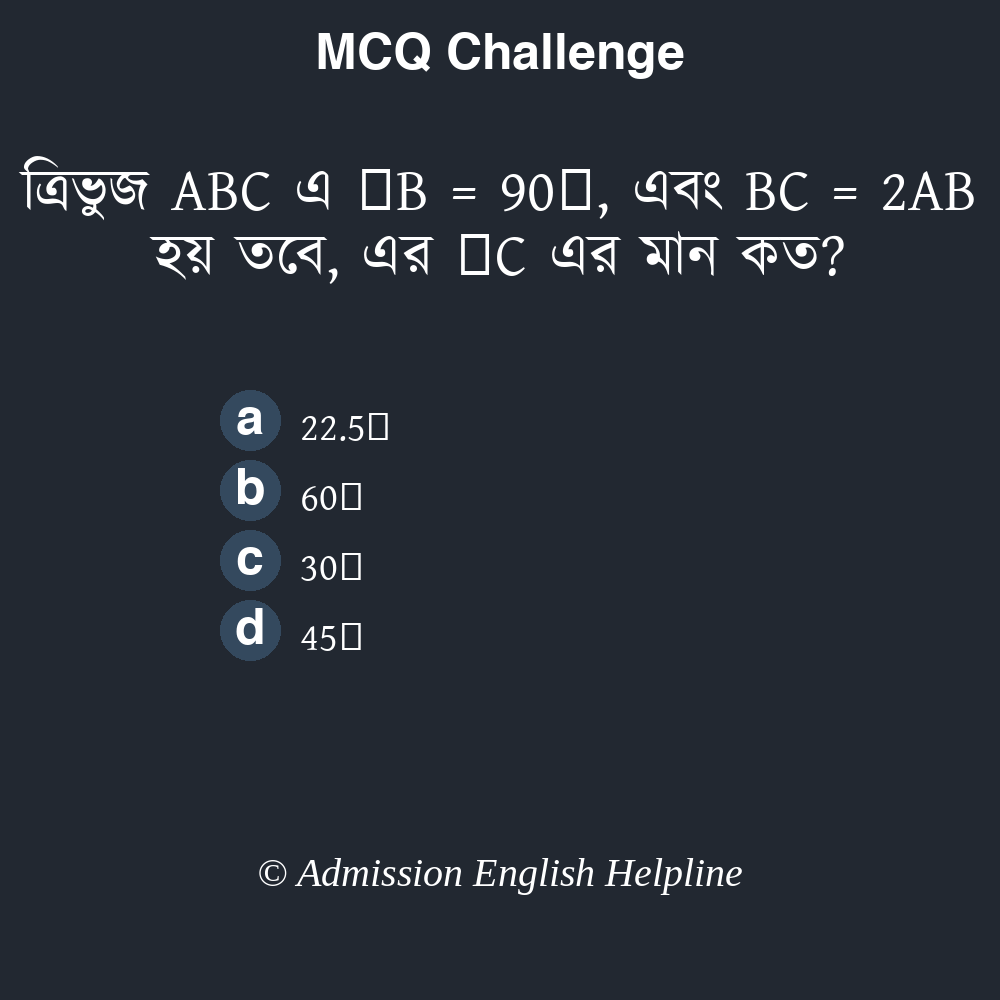 MCQ Challenge
ত্রিভুজ ABC এ □B = 90□, এবং BC = 2AB
হয় তবে, এর □C এর মান কত?
a 22.5□
b 60□
c 30□
d 45□
© Admission English Helpline